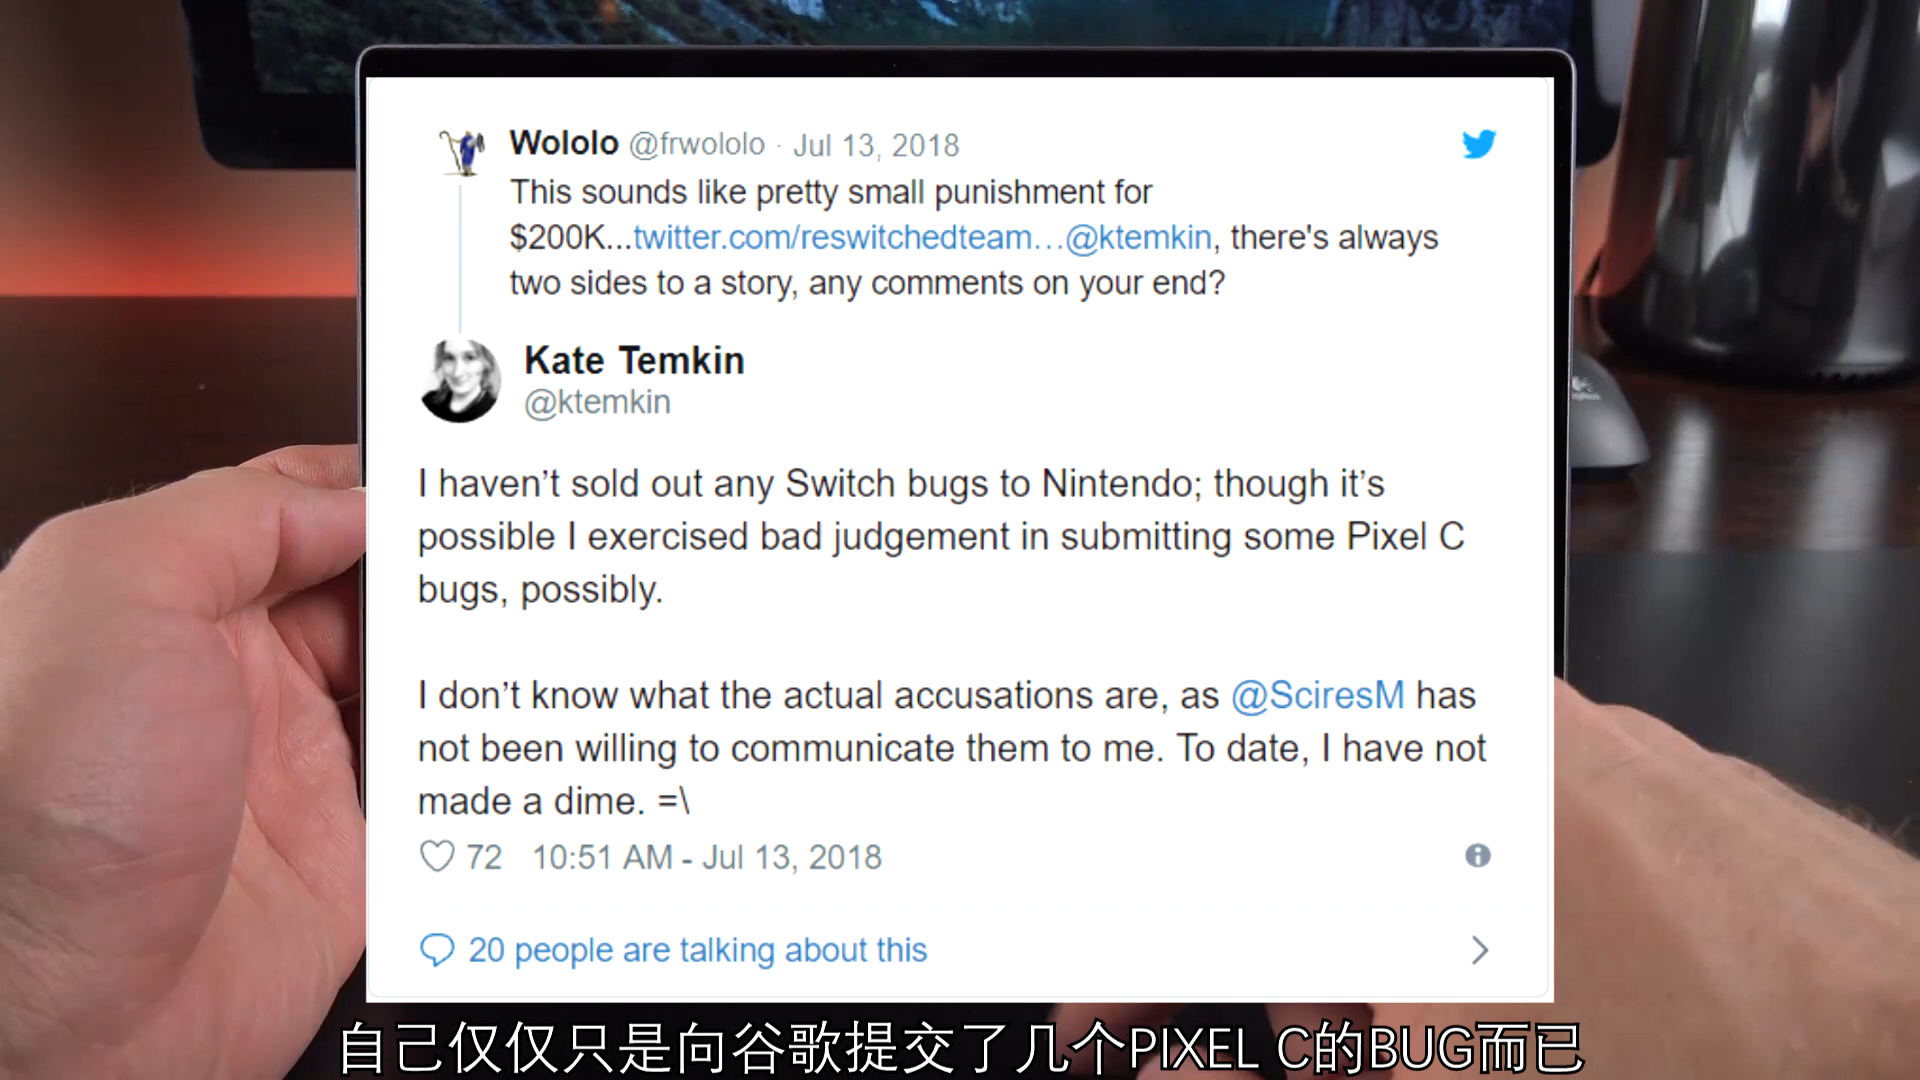 Wololo @frwololo · Jul 13, 2018
This sounds like pretty small punishment for
$200K...twitter.com/reswitchedteam…@ktemkin, there's always
two sides to a story, any comments on your end?
Kate Temkin
@ktemkin
I haven’t sold out any Switch bugs to Nintendo; though it’s
possible I exercised bad judgement in submitting some Pixel C
bugs, possibly.
I don’t know what the actual accusations are, as @SciresM has
not been willing to communicate them to me. To date, I have not
made a dime. =\
72 10:51 AM - Jul 13, 2018
20 people are talking about this
自己仅仅只是向谷歌提交了几个PIXEL C的BUG而已